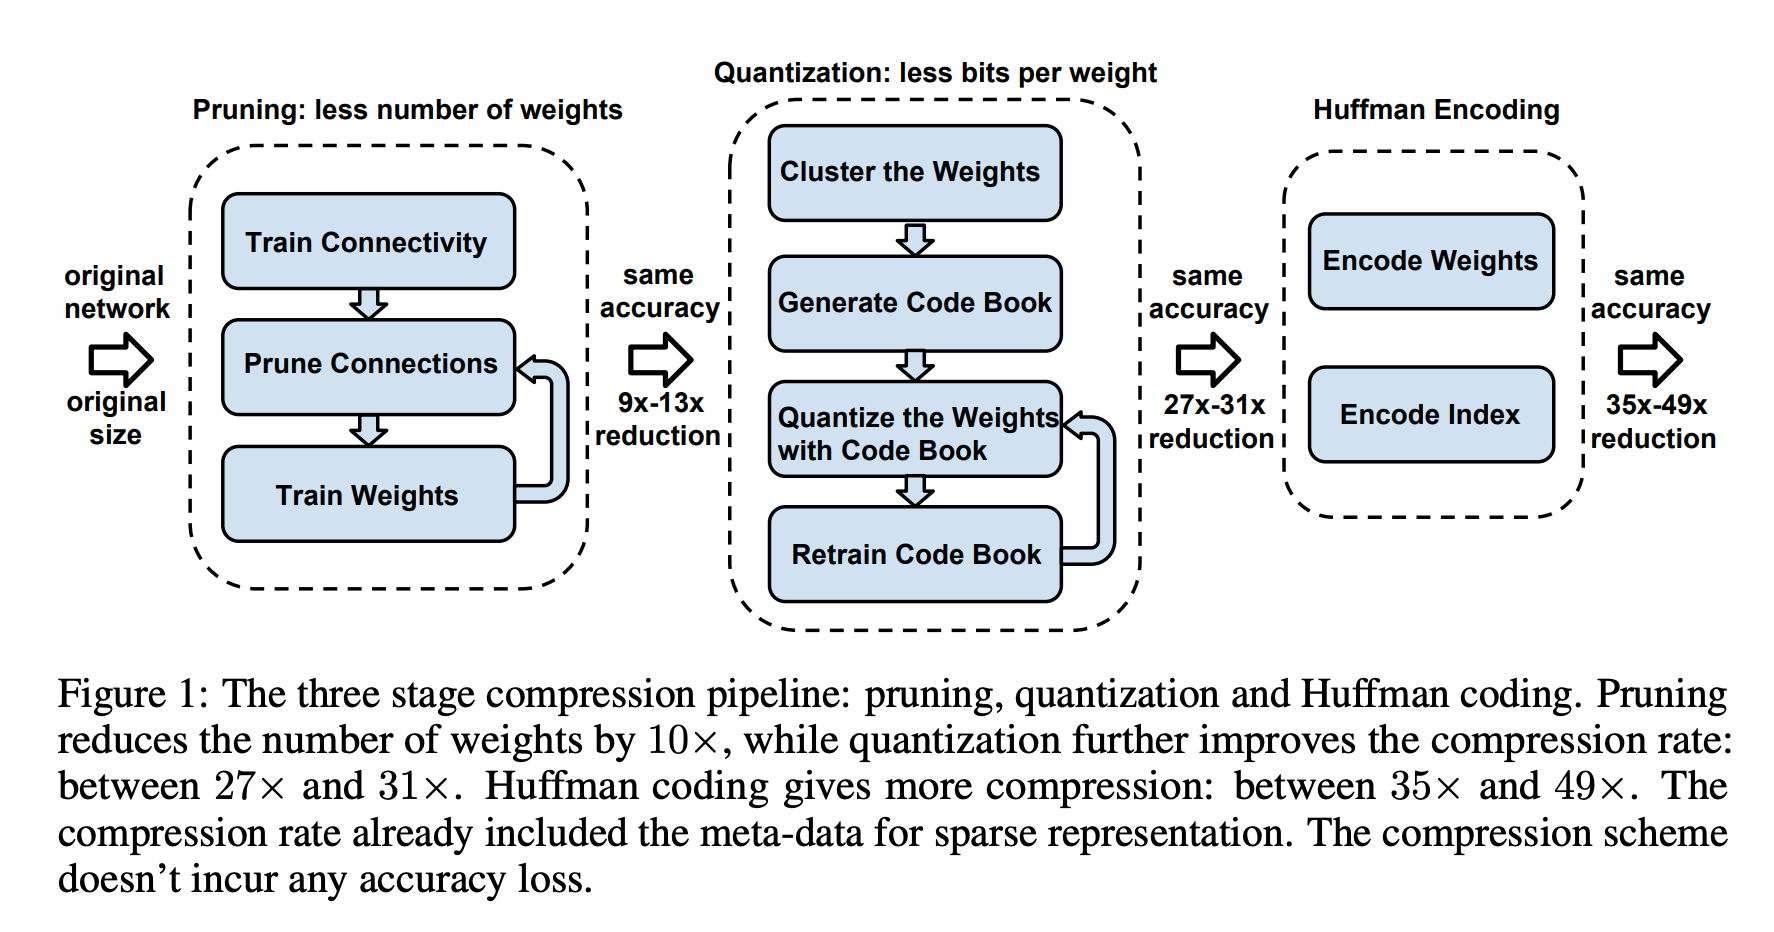 Pruning: less number of weights
Quantization: less bits per weight
Huffman Encoding
original
network
original
size
Train Connectivity
Prune Connections
Train Weights
same
accuracy
9x-13x
reduction
Cluster the Weights
Generate Code Book
Quantize the Weights
with Code Book
Retrain Code Book
same
accuracy
27x-31x
reduction
Encode Weights
Encode Index
same
accuracy
35x-49x
reduction
Figure 1: The three stage compression pipeline: pruning, quantization and Huffman coding. Pruning
reduces the number of weights by 10×, while quantization further improves the compression rate:
between 27× and 31×. Huffman coding gives more compression: between 35× and 49×. The
compression rate already included the meta-data for sparse representation. The compression scheme
doesn't incur any accuracy loss.